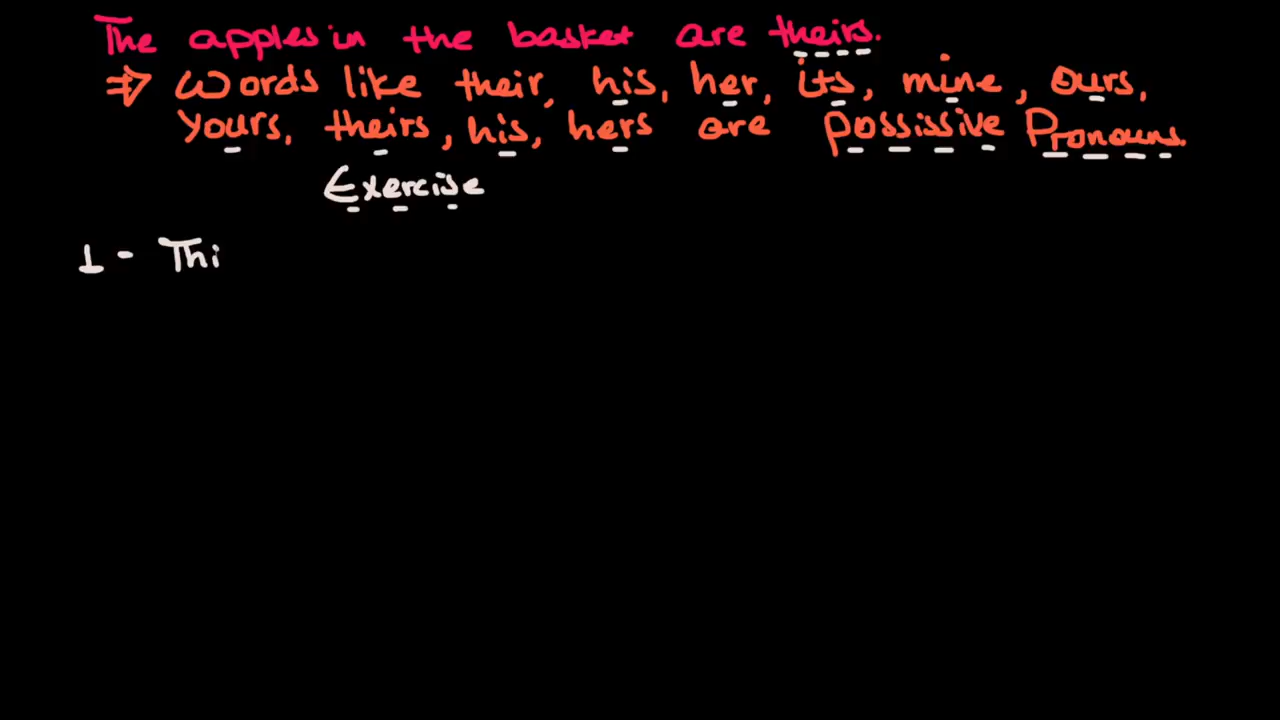 The apples in the basket are theirs.
⇒ Words like their, his, her, its, mine, ours,
yours, theirs, his, hers are possissive Pronouns.
Exercise
1 - Thi